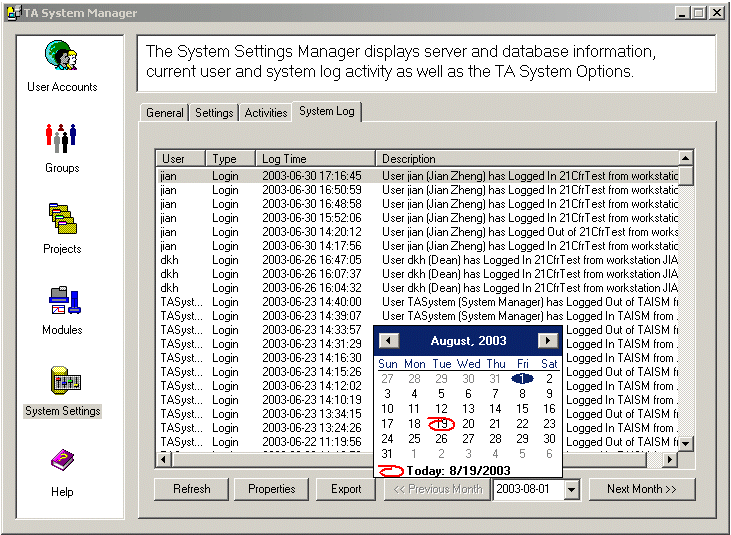 TA System Manager
User Accounts
Groups
Projects
Modules
System Settings
Help
The System Settings Manager displays server and database information,
current user and system log activity as well as the TA System Options.
General Settings Activities System Log
User Type Log Time Description
jian Login 2003-06-30 17:16:45 User jian (Jian Zheng) has Logged In 21CfrTest from workstatic
jian Login 2003-06-30 16:50:59 User jian (Jian Zheng) has Logged In 21CfrTest from workstatic
jian Login 2003-06-30 16:48:58 User jian (Jian Zheng) has Logged In 21CfrTest from workstatic
jian Login 2003-06-30 15:52:06 User jian (Jian Zheng) has Logged In 21CfrTest from workstatic
jian Login 2003-06-30 14:20:12 User jian (Jian Zheng) has Logged Out of 21CfrTest from works
jian Login 2003-06-30 14:17:56 User jian (Jian Zheng) has Logged In 21CfrTest from workstatic
dkh Login 2003-06-26 16:47:05 User dkh (Dean) has Logged In 21CfrTest from workstation JIA
dkh Login 2003-06-26 16:07:37 User dkh (Dean) has Logged In 21CfrTest from workstation JIA
dkh Login 2003-06-26 16:04:32 User dkh (Dean) has Logged In 21CfrTest from workstation JIA
TASyst... Login 2003-06-23 14:40:00 User TASystem (System Manager) has Logged Out of TAISM fr
TASyst... Login 2003-06-23 14:39:07 User TASystem (System Manager) has Logged In TAISM from .
TASyst... Login 2003-06-23 14:33:57 Logged Out of TAISM fr
TASyst... Login 2003-06-23 14:31:29 Logged In TAISM from .
TASyst... Login 2003-06-23 14:16:30 Logged Out of TAISM fr
TASyst... Login 2003-06-23 14:15:26 Logged In TAISM from .
TASyst... Login 2003-06-23 14:12:02 Logged Out of TAISM fr
TASyst... Login 2003-06-23 14:10:19 Logged In TAISM from .
TASyst... Login 2003-06-23 13:34:15 Logged Out of TAISM fr
TASyst... Login 2003-06-23 13:24:26 Logged In TAISM from .
TASyst... Login 2003-06-22 11:19:56 Logged Out of TAISM fr
August, 2003
Sun Mon Tue Wed Thu Fri Sat
27 28 29 30 31 1 2
3 4 5 6 7 8 9
10 11 12 13 14 15 16
17 18 19 20 21 22 23
24 25 26 27 28 29 30
31 1 2 3 4 5 6
Today: 8/19/2003
Refresh Properties Export << Previous Month 2003-08-01 Next Month >>